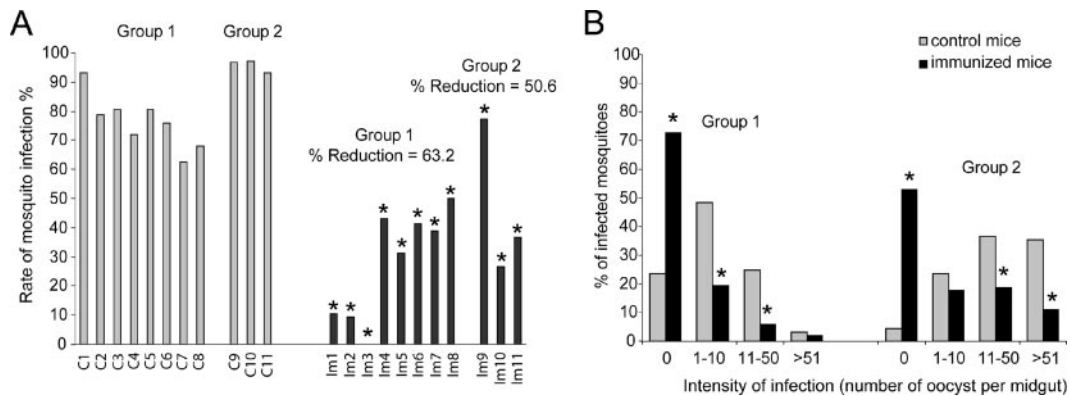 A
Group 1
Group 2
Rate of mosquito infection %
100
90
80
70
60
50
40
30
20
10
0
Group 1
% Reduction = 63.2
Group 2
% Reduction = 50.6
* * * * * * * * * * *
C1 C2 C3 C4 C5 C6 C7 C8 C9 C10 C11 Im1 Im2 Im3 Im4 Im5 Im6 Im7 Im8 Im9 Im10 Im11
B
control mice
immunized mice
% of infected mosquitoes
100
90
80
70
60
50
40
30
20
10
0
Group 1
Group 2
* * * * * *
0 1-10 11-50 >51 0 1-10 11-50 >51
Intensity of infection (number of oocyst per midgut)